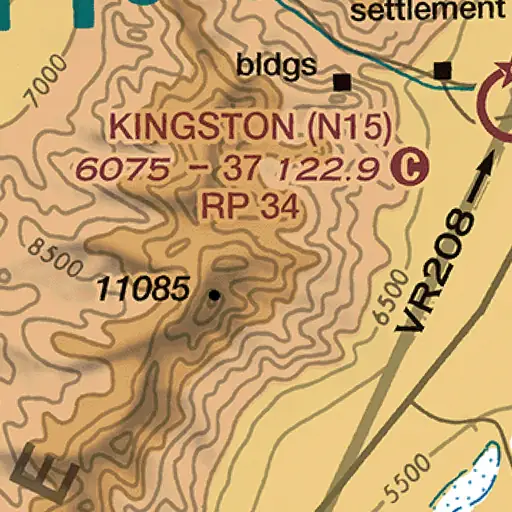 settlement
bldgs
7000
KINGSTON (N15)
6075 – 37 122.9 C
RP 34
8500
11085
6500
VR208
E
5500